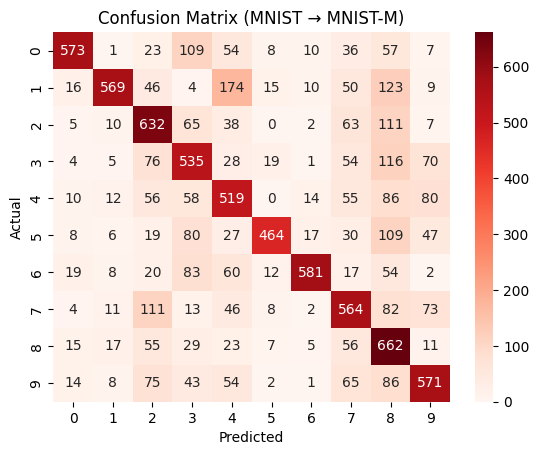 Confusion Matrix (MNIST → MNIST-M)
0 573 1 23 109 54 8 10 36 57 7
1 16 569 46 4 174 15 10 50 123 9
2 5 10 632 65 38 0 2 63 111 7
3 4 5 76 535 28 19 1 54 116 70
4 10 12 56 58 519 0 14 55 86 80
5 8 6 19 80 27 464 17 30 109 47
6 19 8 20 83 60 12 581 17 54 2
7 4 11 111 13 46 8 2 564 82 73
8 15 17 55 29 23 7 5 56 662 11
9 14 8 75 43 54 2 1 65 86 571
0 1 2 3 4 5 6 7 8 9
Predicted
Actual
600
500
400
300
200
100
0